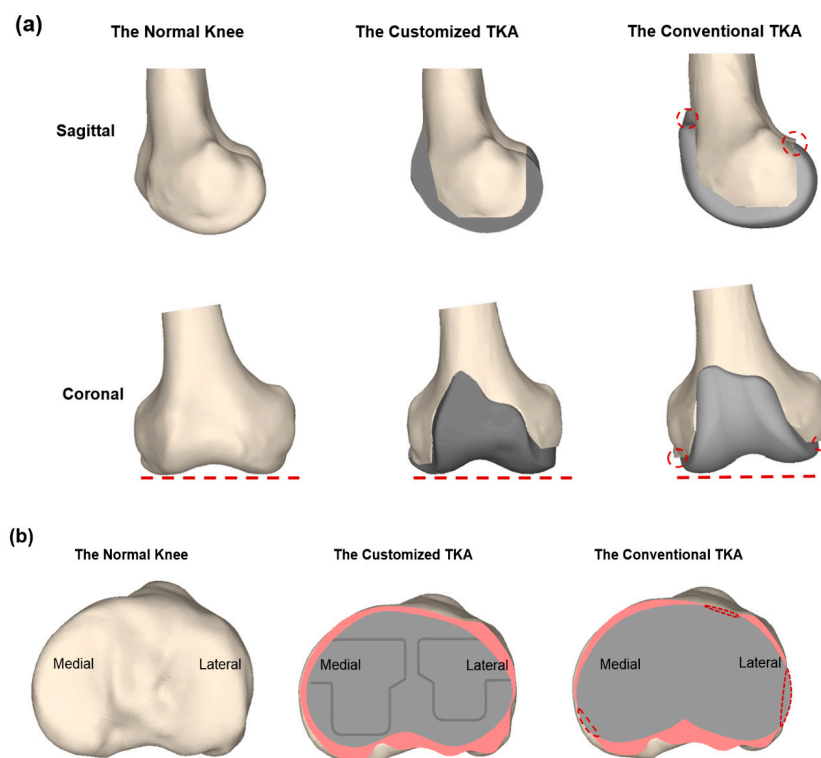 (a)
The Normal Knee
The Customized TKA
The Conventional TKA
Sagittal
Coronal
(b)
The Normal Knee
The Customized TKA
The Conventional TKA
Medial
Lateral
Medial
Lateral
Medial
Lateral